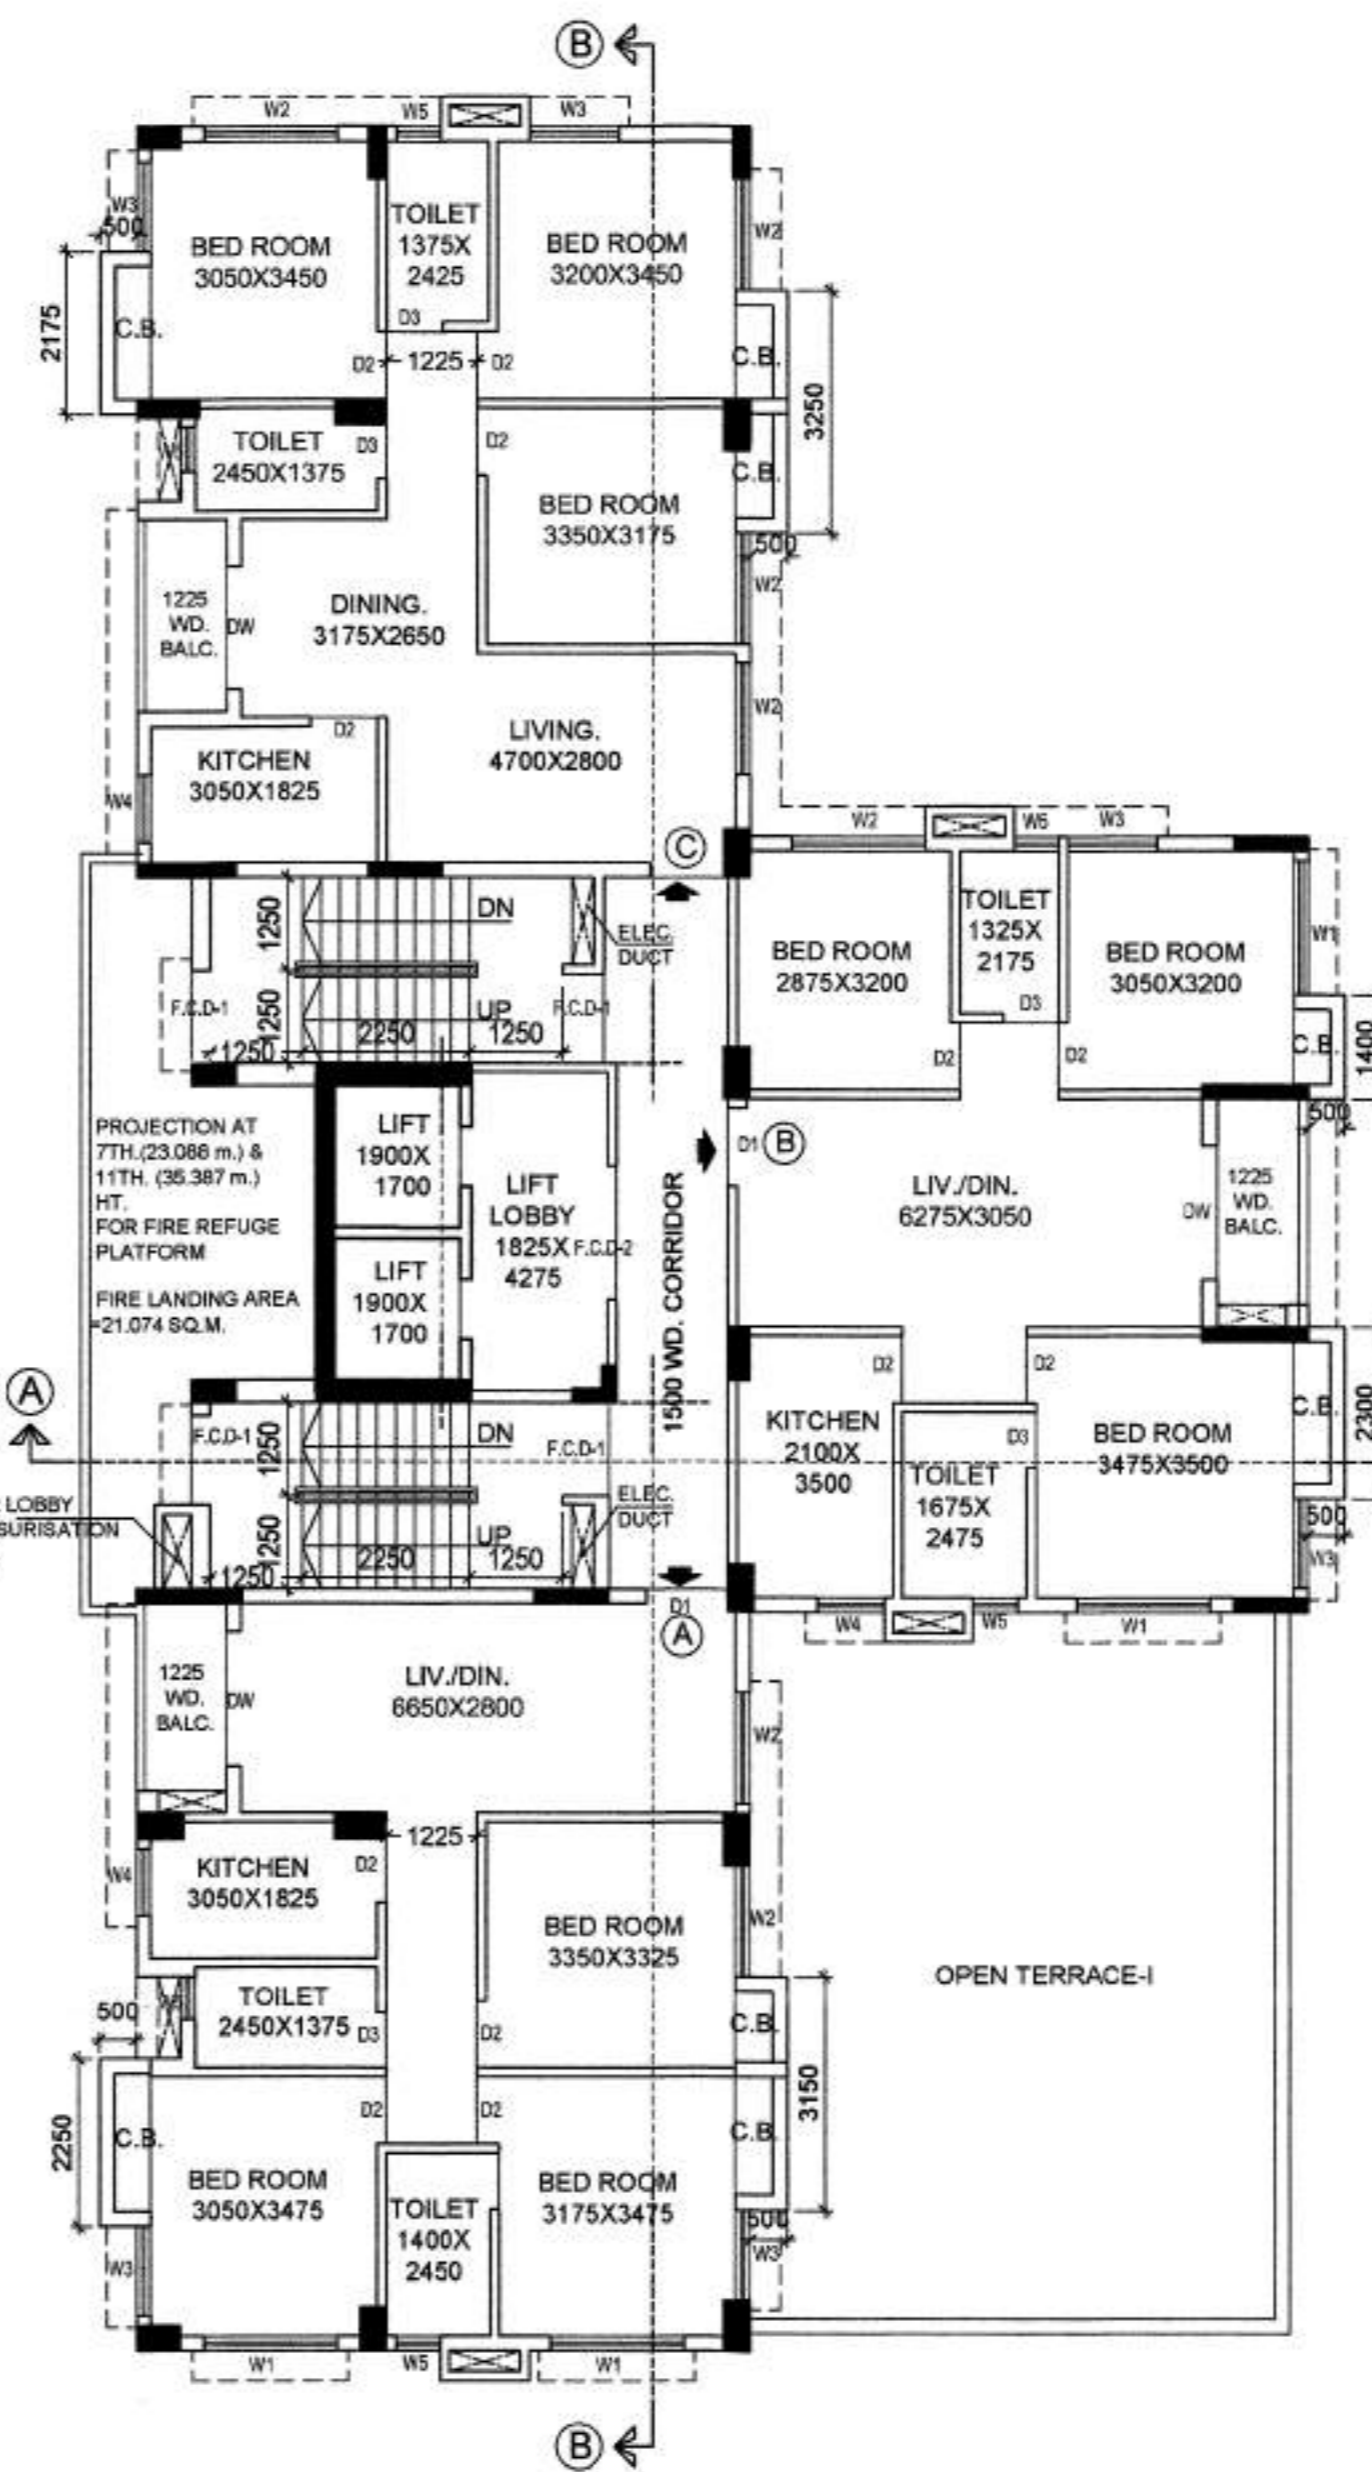 B
W2
W5
W3
W3
500
BED ROOM
3050X3450
TOILET
1375X
2425
D3
BED ROOM
3200X3450
W2
2175
C.B.
D2
1225
D2
C.B.
3250
TOILET
2450X1375
D3
D2
C.B.
BED ROOM
3350X3175
500
W2
1225
WD.
BALC.
DW
DINING.
3175X2650
D2
KITCHEN
3050X1825
LIVING.
4700X2800
W2
W4
C
W2
W6
W3
1250
DN
ELEC.
DUCT
BED ROOM
2875X3200
TOILET
1325X
2175
D3
BED ROOM
3050X3200
W1
F.C.D-1
1250
UP
F.C.D-1
1250
2250
1250
D2
D2
C.B.
1400
500
PROJECTION AT
7TH.(23.088 m.) &
11TH. (35.387 m.)
HT.
FOR FIRE REFUGE
PLATFORM
FIRE LANDING AREA
=21.074 SQ.M.
LIFT
1900X
1700
LIFT
1900X
1700
LIFT
LOBBY
1825X
4275
F.C.D-2
1500 WD. CORRIDOR
D1
B
LIV./DIN.
6275X3050
DW
1225
WD.
BALC.
A
F.C.D-1
1250
DN
F.C.D-1
D2
D2
C.B.
2300
KITCHEN
2100X
3500
D3
BED ROOM
3475X3500
TOILET
1675X
2475
LOBBY
SURISATION
1250
UP
ELEC.
DUCT
1250
2250
1250
500
W3
D1
A
W4
W5
W1
1225
WD.
BALC.
DW
LIV./DIN.
6650X2800
W2
1225
W4
KITCHEN
3050X1825
D2
BED ROOM
3350X3325
W2
OPEN TERRACE-I
500
TOILET
2450X1375
D3
D2
C.B.
3150
2250
C.B.
D2
D2
C.B.
BED ROOM
3050X3475
TOILET
1400X
2450
BED ROOM
3175X3475
500
W3
W3
W1
W5
W1
B